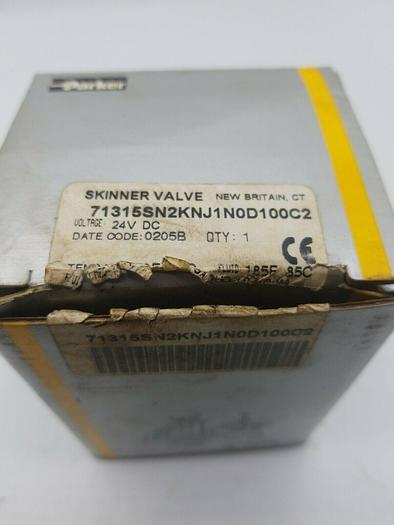 Parker
SKINNER VALVE NEW BRITAIN, CT
71315SN2KNJ1N0D100C2
VOLTAGE: 24V DC
DATE CODE: 0205B QTY: 1
CE
FLUID 185F 85C
71315SN2KNJ1N0D100C2